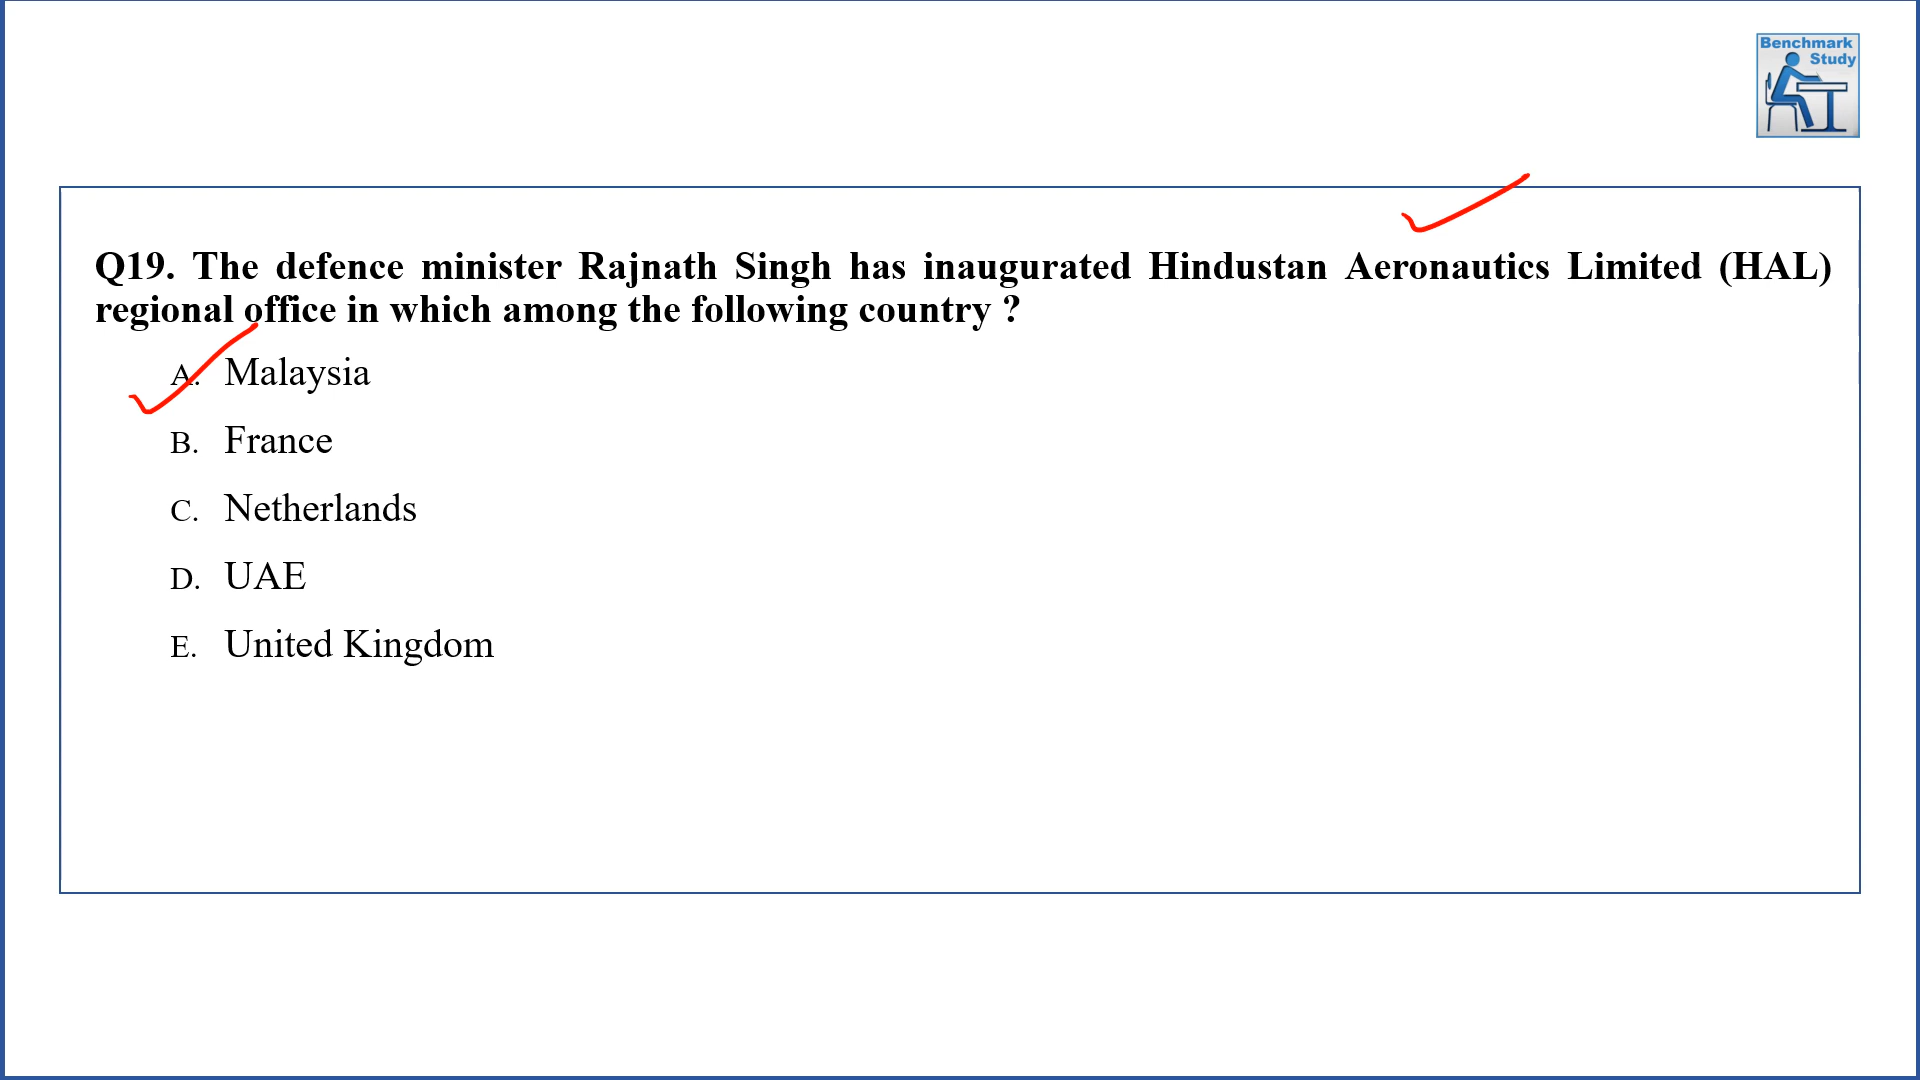 Benchmark
Study
Q19. The defence minister Rajnath Singh has inaugurated Hindustan Aeronautics Limited (HAL)
regional office in which among the following country ?
A. Malaysia
B. France
C. Netherlands
D. UAE
E. United Kingdom